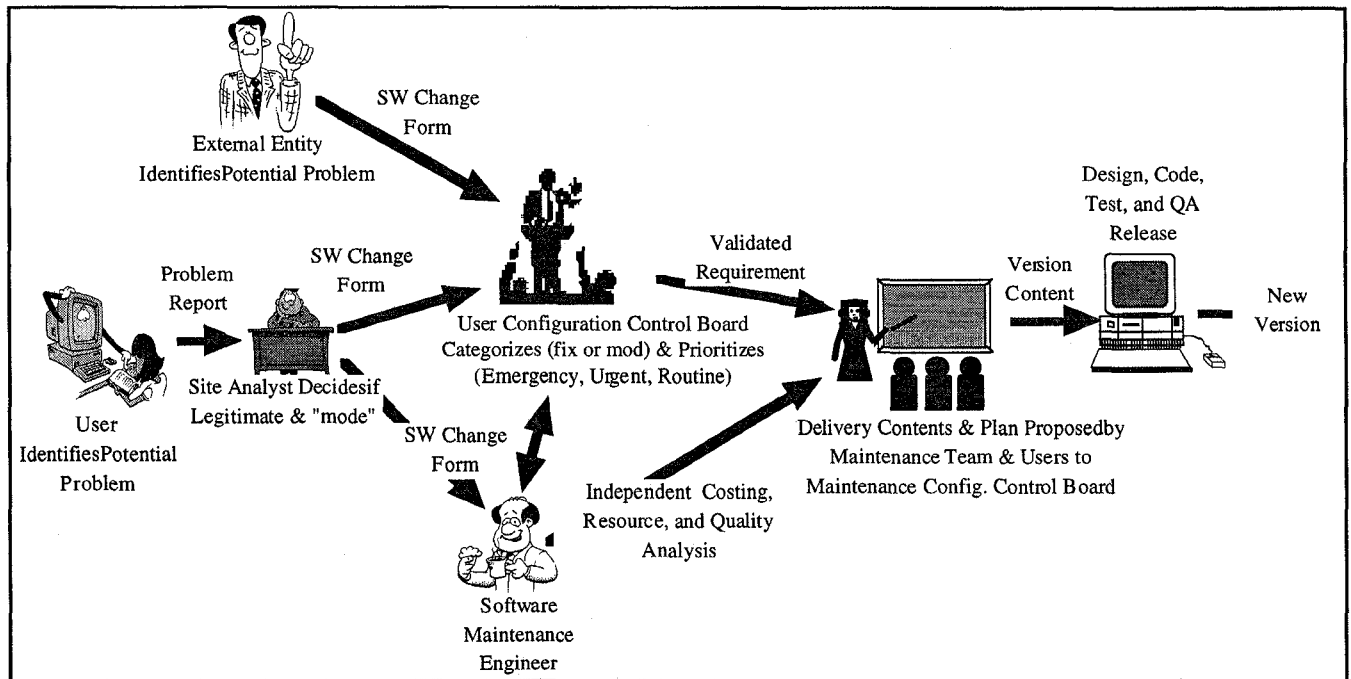 SW Change
Form
External Entity
IdentifiesPotential Problem
Design, Code,
Test, and QA
Release
SW Change
Form
Problem
Report
Validated
Requirement
Version
Content
New
Version
User Configuration Control Board
Categorizes (fix or mod) & Prioritizes
(Emergency, Urgent, Routine)
Site Analyst Decidesif
Legitimate & "mode"
User
IdentifiesPotential
Problem
SW Change
Form
Delivery Contents & Plan Proposedby
Maintenance Team & Users to
Maintenance Config. Control Board
Independent Costing,
Resource, and Quality
Analysis
Software
Maintenance
Engineer